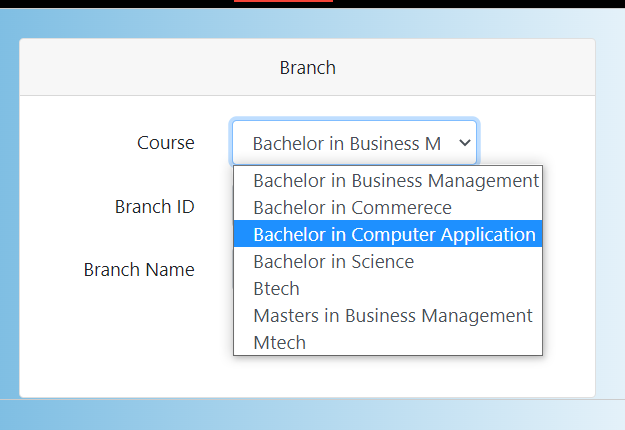 Branch
Course
Bachelor in Business M
Bachelor in Business Management
Bachelor in Commerece
Branch ID
Bachelor in Computer Application
Bachelor in Science
Branch Name
Btech
Masters in Business Management
Mtech